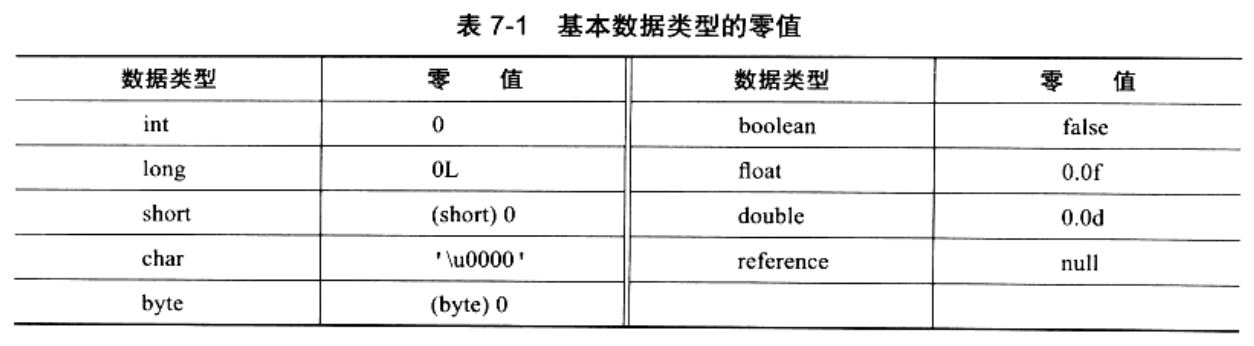 表 7-1 基本数据类型的零值
数据类型 零 值 数据类型 零 值
int 0 boolean false
long 0L float 0.0f
short (short) 0 double 0.0d
char '\u0000' reference null
byte (byte) 0